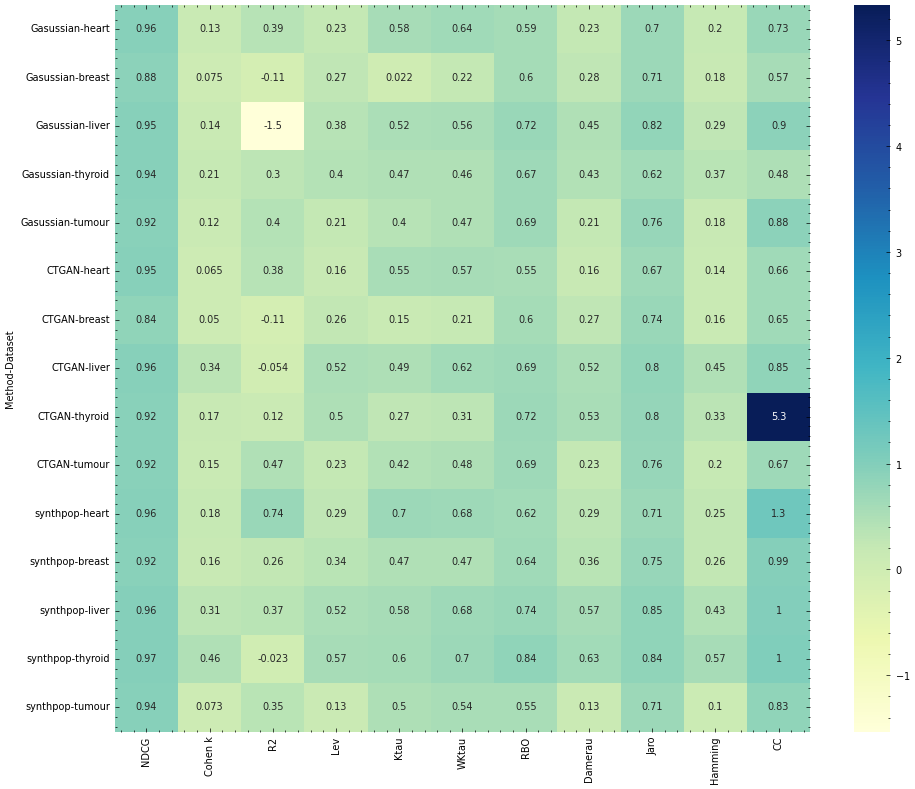 Gasussian-heart 0.96 0.13 0.39 0.23 0.58 0.64 0.59 0.23 0.7 0.2 0.73
Gasussian-breast 0.88 0.075 -0.11 0.27 0.022 0.22 0.6 0.28 0.71 0.18 0.57
Gasussian-liver 0.95 0.14 -1.5 0.38 0.52 0.56 0.72 0.45 0.82 0.29 0.9
Gasussian-thyroid 0.94 0.21 0.3 0.4 0.47 0.46 0.67 0.43 0.62 0.37 0.48
Gasussian-tumour 0.92 0.12 0.4 0.21 0.4 0.47 0.69 0.21 0.76 0.18 0.88
CTGAN-heart 0.95 0.065 0.38 0.16 0.55 0.57 0.55 0.16 0.67 0.14 0.66
CTGAN-breast 0.84 0.05 -0.11 0.26 0.15 0.21 0.6 0.27 0.74 0.16 0.65
CTGAN-liver 0.96 0.34 -0.054 0.52 0.49 0.62 0.69 0.52 0.8 0.45 0.85
CTGAN-thyroid 0.92 0.17 0.12 0.5 0.27 0.31 0.72 0.53 0.8 0.33 5.3
CTGAN-tumour 0.92 0.15 0.47 0.23 0.42 0.48 0.69 0.23 0.76 0.2 0.67
synthpop-heart 0.96 0.18 0.74 0.29 0.7 0.68 0.62 0.29 0.71 0.25 1.3
synthpop-breast 0.92 0.16 0.26 0.34 0.47 0.47 0.64 0.36 0.75 0.26 0.99
synthpop-liver 0.96 0.31 0.37 0.52 0.58 0.68 0.74 0.57 0.85 0.43 1
synthpop-thyroid 0.97 0.46 -0.023 0.57 0.6 0.7 0.84 0.63 0.84 0.57 1
synthpop-tumour 0.94 0.073 0.35 0.13 0.5 0.54 0.55 0.13 0.71 0.1 0.83
NDCG Cohen k R2 Lev Ktau WKtau RBO Damerau Jaro Hamming CC
Method-Dataset
5
4
3
2
1
0
−1